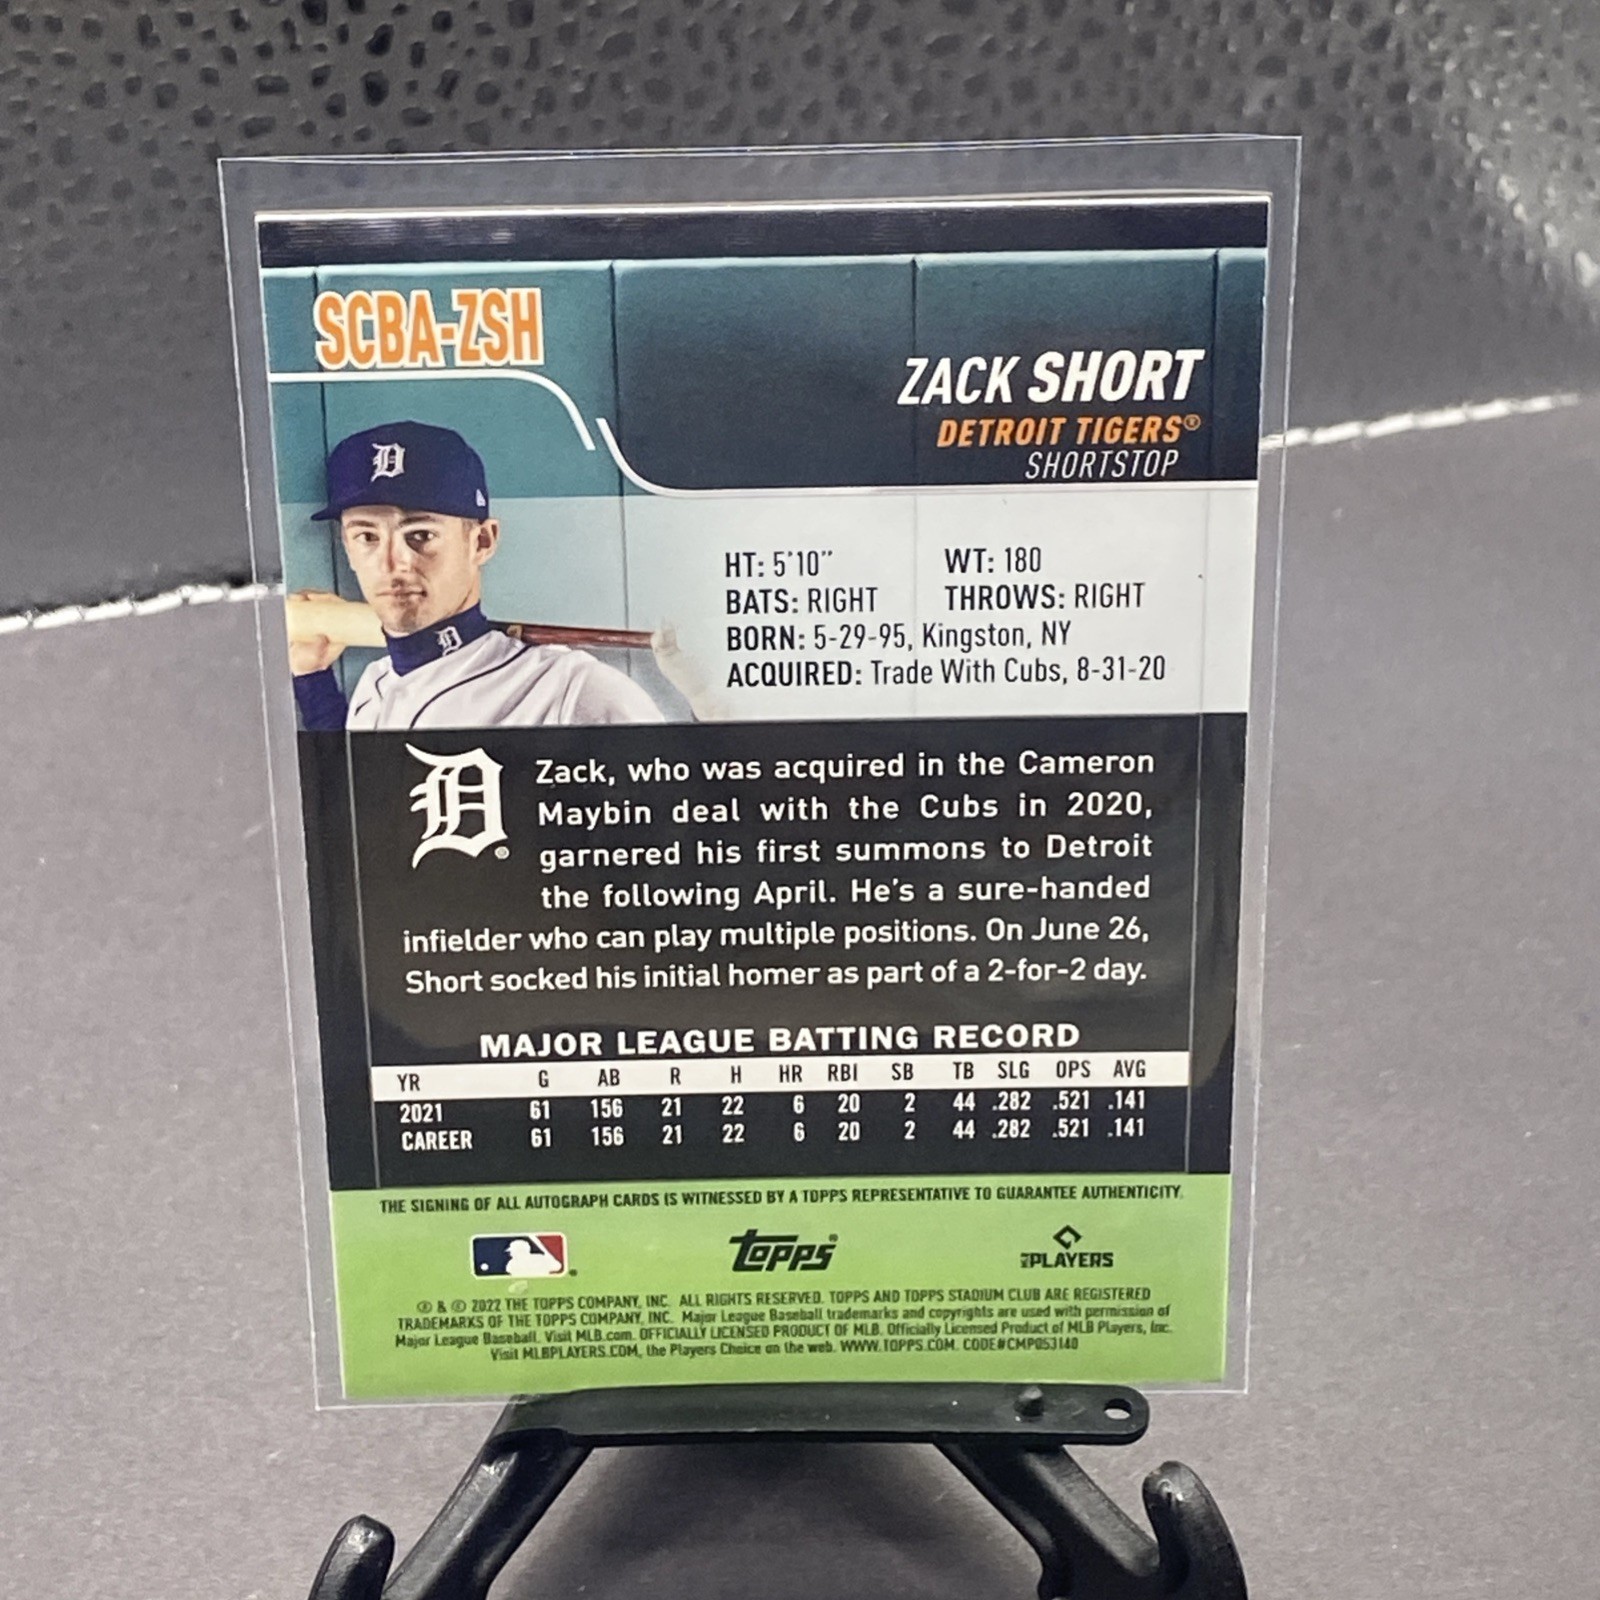 SCBA-ZSH
ZACK SHORT
DETROIT TIGERS®
SHORTSTOP
HT: 5'10" WT: 180
BATS: RIGHT THROWS: RIGHT
BORN: 5-29-95, Kingston, NY
ACQUIRED: Trade With Cubs, 8-31-20
D
D
D®
Zack, who was acquired in the Cameron
Maybin deal with the Cubs in 2020,
garnered his first summons to Detroit
the following April. He's a sure-handed
infielder who can play multiple positions. On June 26,
Short socked his initial homer as part of a 2-for-2 day.
MAJOR LEAGUE BATTING RECORD
YR G AB R H HR RBI SB TB SLG OPS AVG
2021 61 156 21 22 6 20 2 44 .282 .521 .141
CAREER 61 156 21 22 6 20 2 44 .282 .521 .141
THE SIGNING OF ALL AUTOGRAPH CARDS IS WITNESSED BY A TOPPS REPRESENTATIVE TO GUARANTEE AUTHENTICITY.
topps®
MLB PLAYERS
® & © 2022 THE TOPPS COMPANY, INC. ALL RIGHTS RESERVED. TOPPS AND TOPPS STADIUM CLUB ARE REGISTERED
TRADEMARKS OF THE TOPPS COMPANY, INC. Major League Baseball trademarks and copyrights are used with permission of
Major League Baseball. Visit MLB.com. OFFICIALLY LICENSED PRODUCT OF MLB. Officially Licensed Product of MLB Players, Inc.
Visit MLBPLAYERS.COM, the Players Choice on the web. WWW.TOPPS.COM. CODE#CMP053140